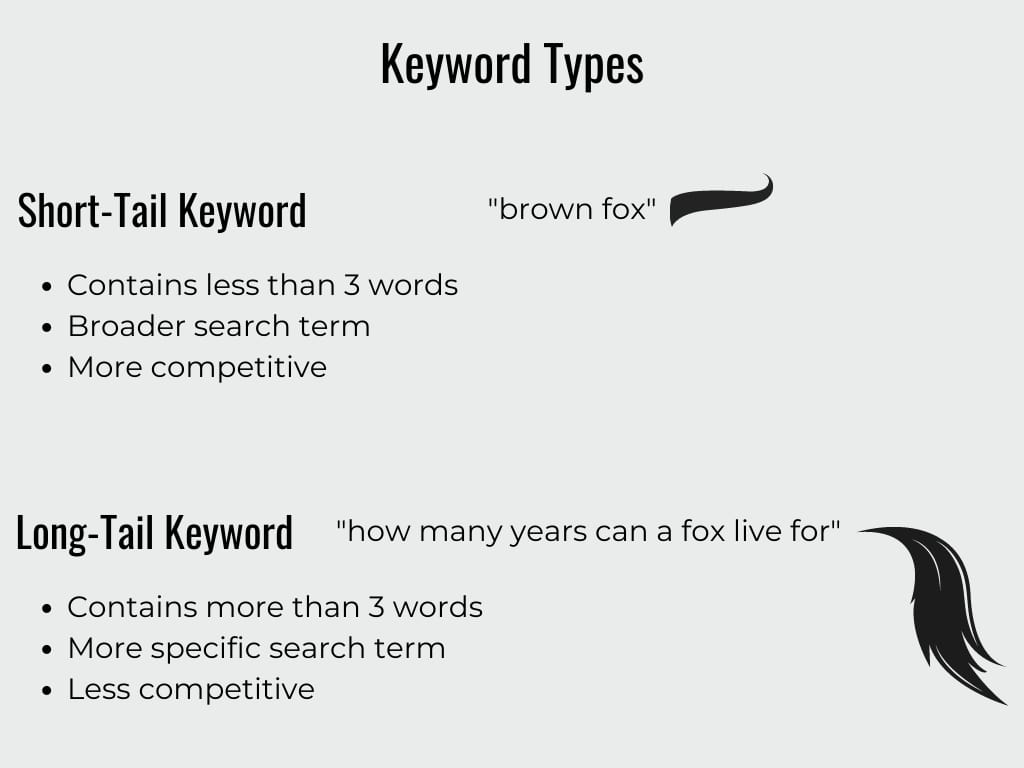 Keyword Types
Short-Tail Keyword
"brown fox"
• Contains less than 3 words
• Broader search term
• More competitive
Long-Tail Keyword
"how many years can a fox live for"
• Contains more than 3 words
• More specific search term
• Less competitive